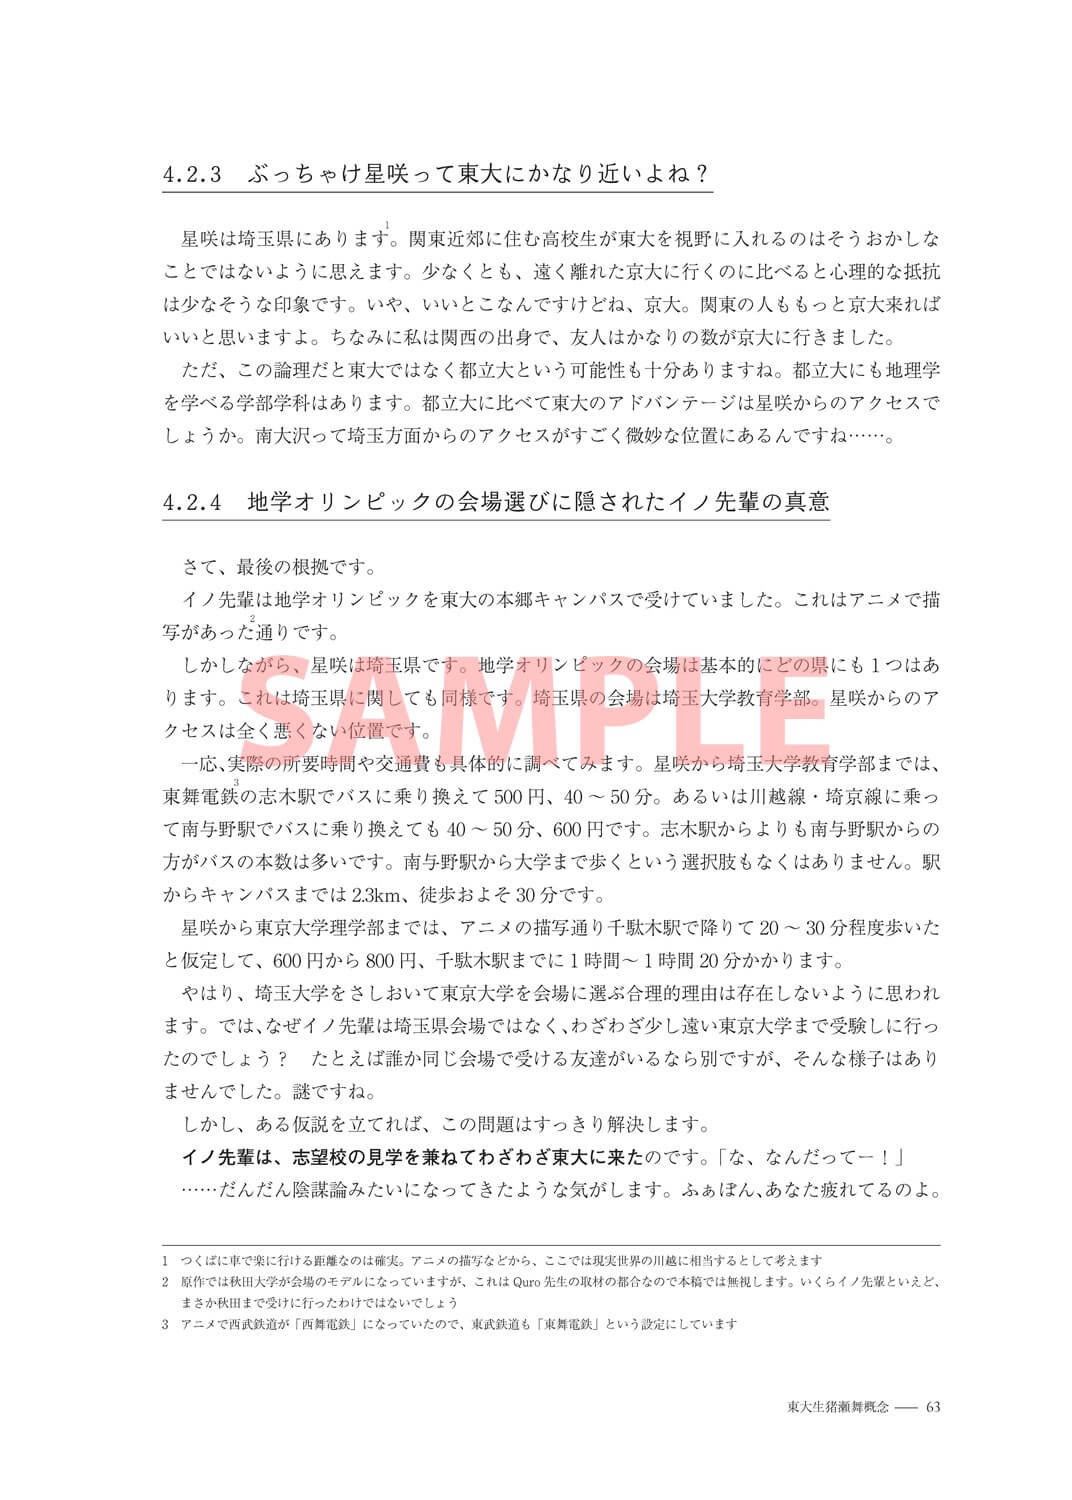 4.2.3　ぶっちゃけ星咲って東大にかなり近いよね？
　星咲は埼玉県にあります1。関東近郊に住む高校生が東大を視野に入れるのはそうおかしな
ことではないように思えます。少なくとも、遠く離れた京大に行くのに比べると心理的な抵抗
は少なそうな印象です。いや、いいとこなんですけどね、京大。関東の人ももっと京大来れば
いいと思いますよ。ちなみに私は関西の出身で、友人はかなりの数が京大に行きました。
　ただ、この論理だと東大ではなく都立大という可能性も十分ありますね。都立大にも地理学
を学べる学部学科はあります。都立大に比べて東大のアドバンテージは星咲からのアクセスで
しょうか。南大沢って埼玉方面からのアクセスがすごく微妙な位置にあるんですね……。
4.2.4　地学オリンピックの会場選びに隠されたイノ先輩の真意
　さて、最後の根拠です。
　イノ先輩は地学オリンピックを東大の本郷キャンパスで受けていました。これはアニメで描
写があった2通りです。
　しかしながら、星咲は埼玉県です。地学オリンピックの会場は基本的にどの県にも1つはあ
ります。これは埼玉県に関しても同様です。埼玉県の会場は埼玉大学教育学部。星咲からのア
クセスは全く悪くない位置です。
　一応、実際の所要時間や交通費も具体的に調べてみます。星咲から埼玉大学教育学部までは、
東舞電鉄3の志木駅でバスに乗り換えて500円、40～50分。あるいは川越線・埼京線に乗っ
て南与野駅でバスに乗り換えても40～50分、600円です。志木駅からよりも南与野駅からの
方がバスの本数は多いです。南与野駅から大学まで歩くという選択肢もなくはありません。駅
からキャンパスまでは2.3km、徒歩およそ30分です。
　星咲から東京大学理学部までは、アニメの描写通り千駄木駅で降りて20～30分程度歩いた
と仮定して、600円から800円、千駄木駅までに1時間～1時間20分かかります。
　やはり、埼玉大学をさしおいて東京大学を会場に選ぶ合理的理由は存在しないように思われ
ます。では、なぜイノ先輩は埼玉県会場ではなく、わざわざ少し遠い東京大学まで受験しに行っ
たのでしょう？　たとえば誰か同じ会場で受ける友達がいるなら別ですが、そんな様子はあり
ませんでした。謎ですね。
　しかし、ある仮説を立てれば、この問題はすっきり解決します。
　イノ先輩は、志望校の見学を兼ねてわざわざ東大に来たのです。「な、なんだってー！」
　……だんだん陰謀論みたいになってきたような気がします。ふぁぼん、あなた疲れてるのよ。
SAMPLE
1　つくばに車で楽に行ける距離なのは確実。アニメの描写などから、ここでは現実世界の川越に相当するとして考えます
2　原作では秋田大学が会場のモデルになっていますが、これはQuro先生の取材の都合なので本稿では無視します。いくらイノ先輩といえど、
まさか秋田まで受けに行ったわけではないでしょう
3　アニメで西武鉄道が「西舞電鉄」になっていたので、東武鉄道も「東舞電鉄」という設定にしています
東大生猪瀬舞概念 ── 63